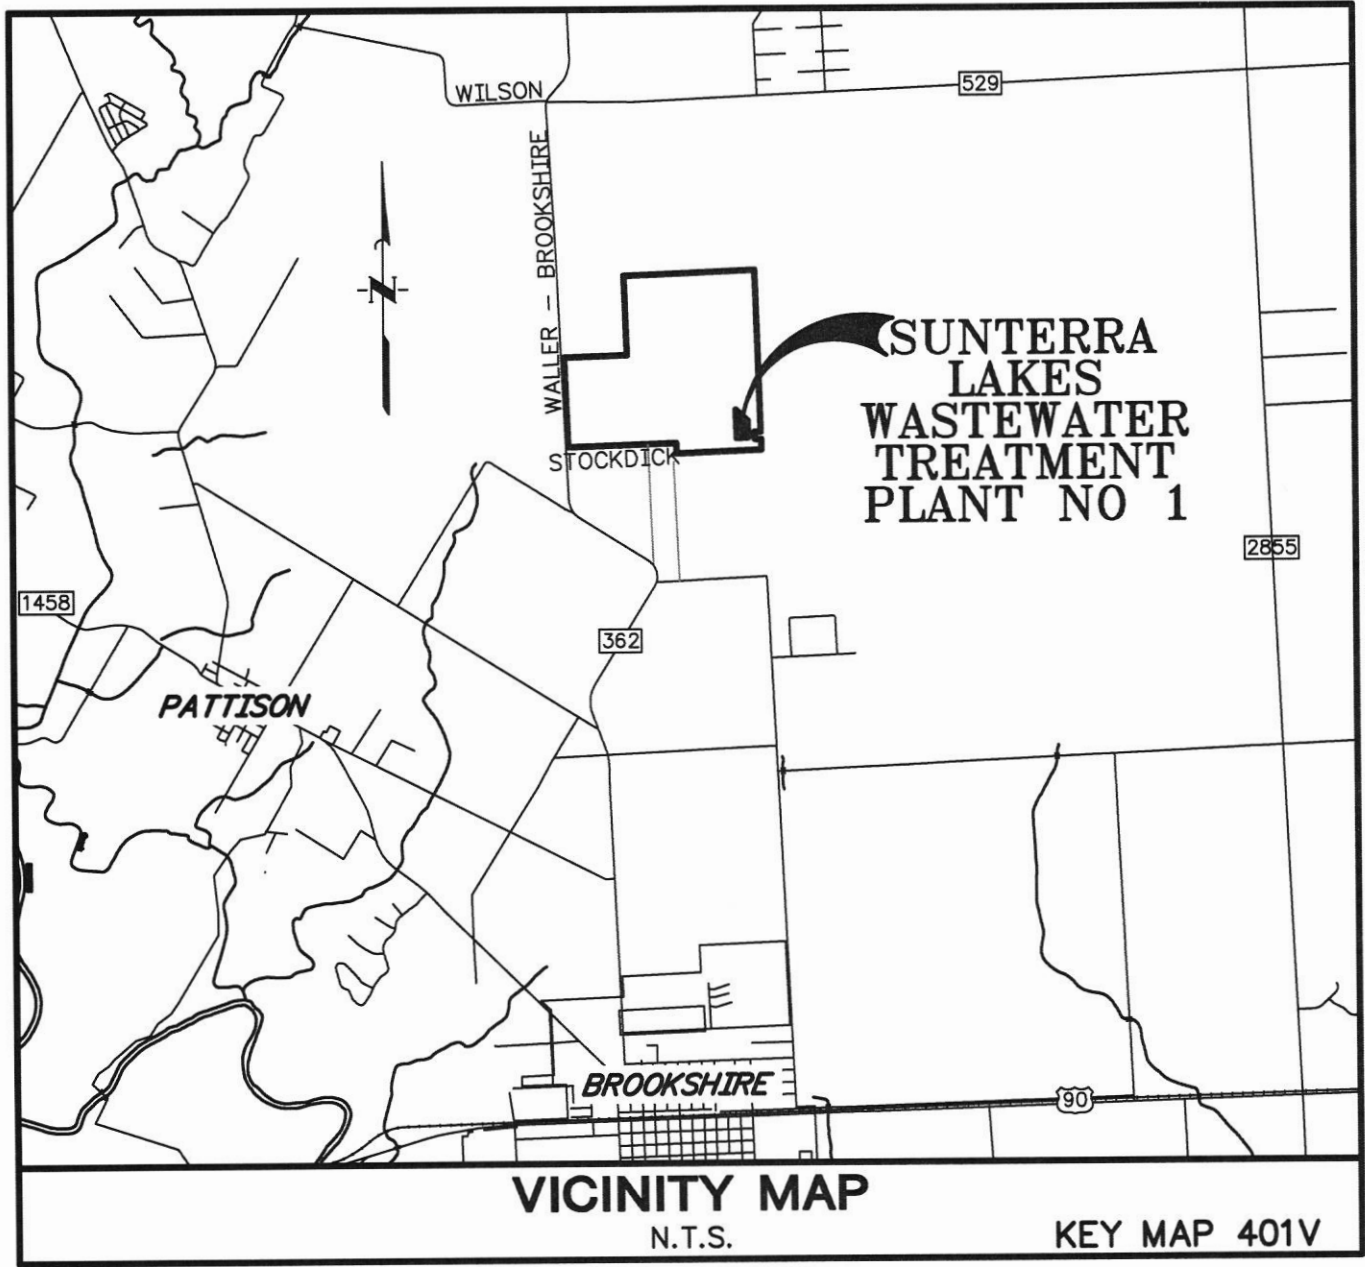 WILSON
529
WALLER - BROOKSHIRE
N
SUNTERRA
LAKES
WASTEWATER
TREATMENT
PLANT NO 1
STOCKDICK
2855
1458
362
PATTISON
BROOKSHIRE
90
VICINITY MAP
N.T.S.
KEY MAP 401V